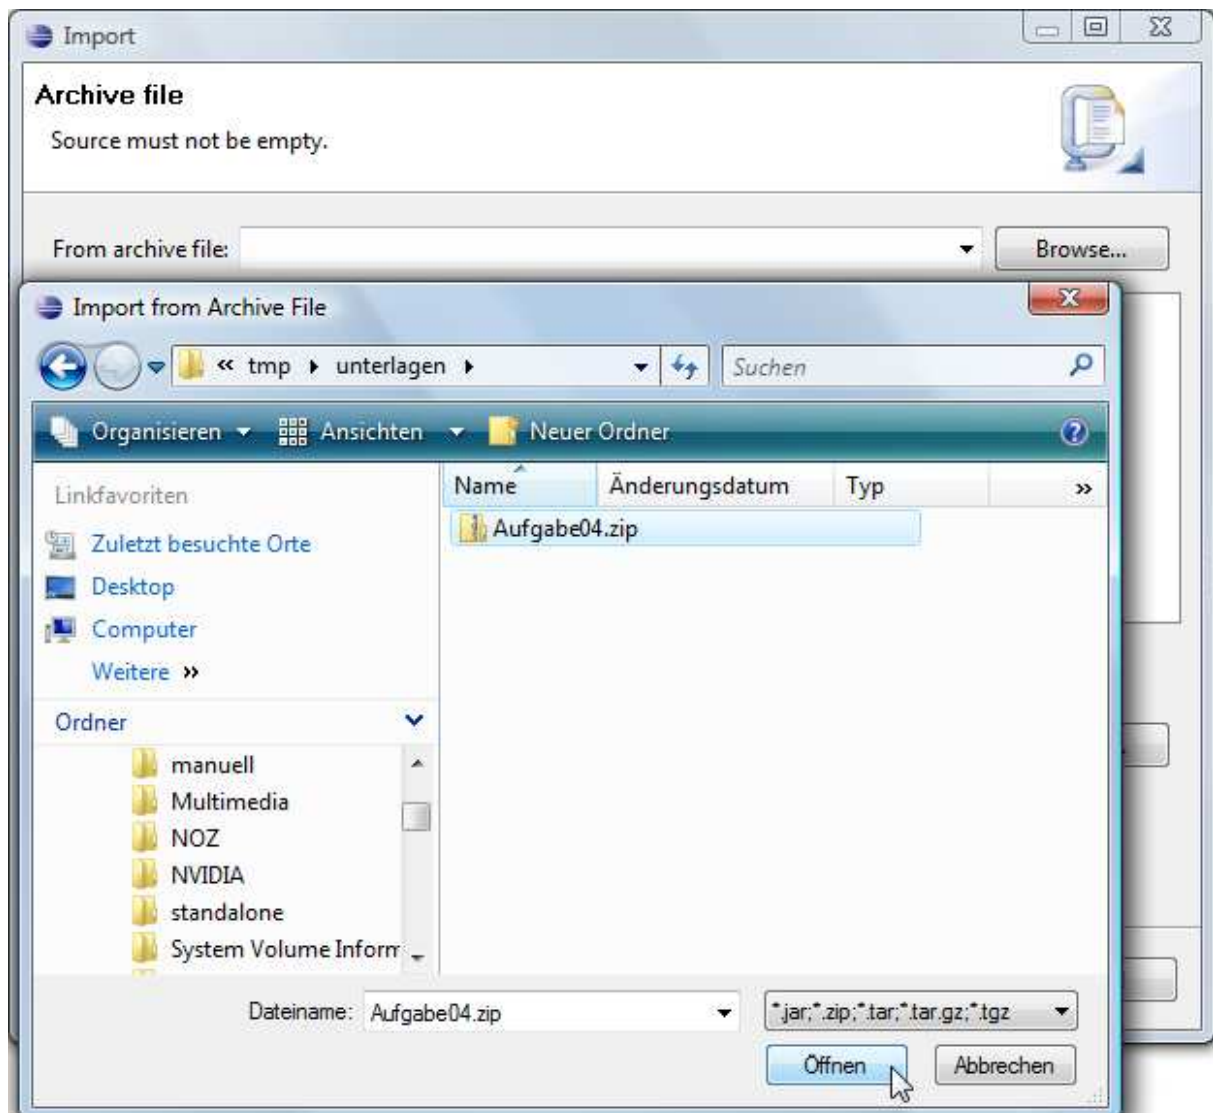 Import
Archive file
Source must not be empty.
From archive file:
Browse...
Import from Archive File
« tmp unterlagen
Suchen
Organisieren Ansichten Neuer Ordner
Linkfavoriten
Zuletzt besuchte Orte
Desktop
Computer
Weitere »
Ordner
manuell
Multimedia
NOZ
NVIDIA
standalone
System Volume Inform
Name Änderungsdatum Typ »
Aufgabe04.zip
Dateiname: Aufgabe04.zip
*.jar;*.zip;*.tar;*.tar.gz;*.tgz
Öffnen Abbrechen